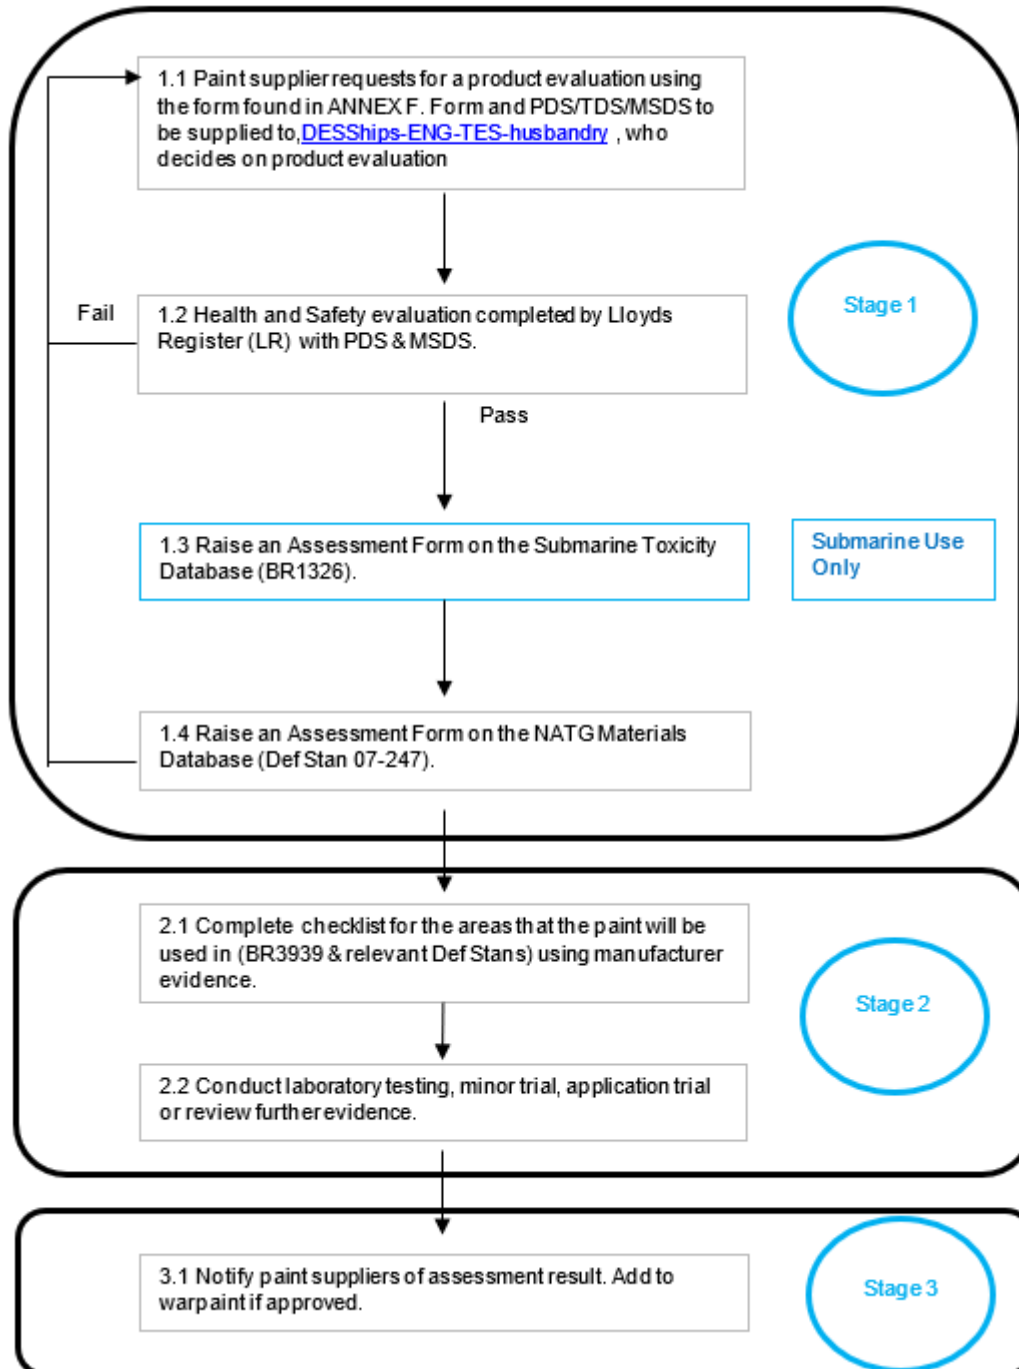 1.1 Paint supplier requests for a product evaluation using
the form found in ANNEX F. Form and PDS/TDS/MSDS to
be supplied to,DESShips-ENG-TES-husbandry , who
decides on product evaluation
Stage 1
Fail
1.2 Health and Safety evaluation completed by Lloyds
Register (LR) with PDS & MSDS.
Pass
1.3 Raise an Assessment Form on the Submarine Toxicity
Database (BR1326).
Submarine Use
Only
1.4 Raise an Assessment Form on the NATG Materials
Database (Def Stan 07-247).
2.1 Complete checklist for the areas that the paint will be
used in (BR3939 & relevant Def Stans) using manufacturer
evidence.
Stage 2
2.2 Conduct laboratory testing, minor trial, application trial
or review further evidence.
3.1 Notify paint suppliers of assessment result. Add to
warpaint if approved.
Stage 3